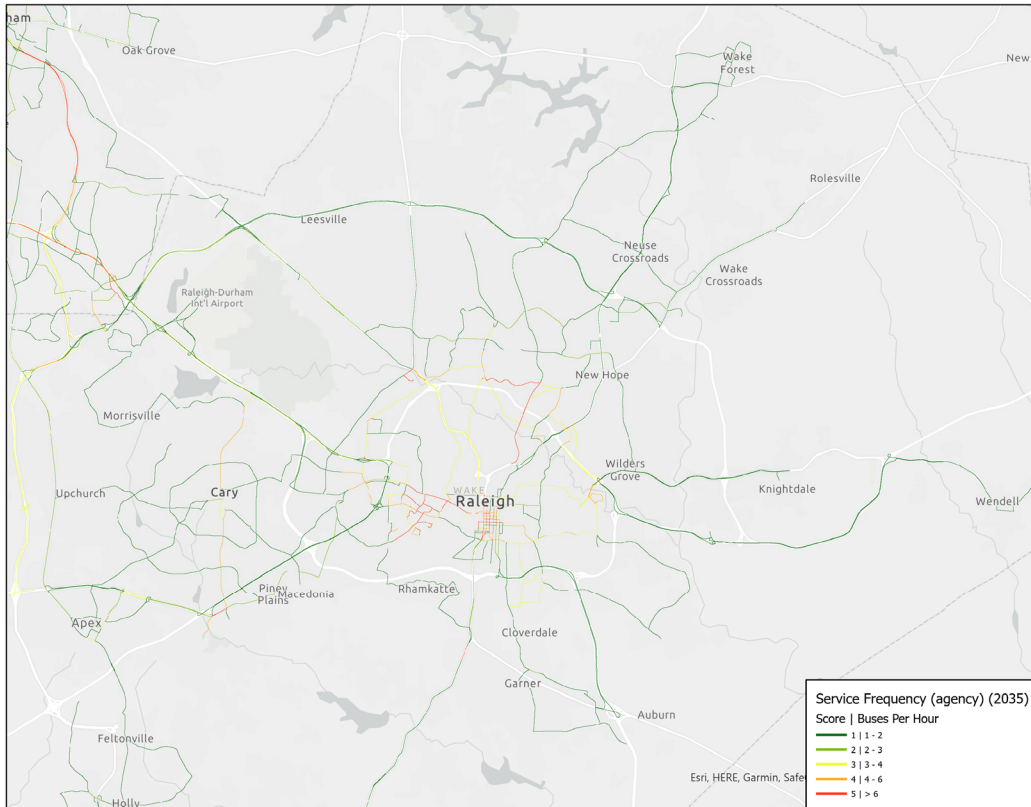 ham
Oak Grove
Wake
Forest
New
Rolesville
Leesville
Neuse
Crossroads
Wake
Crossroads
Raleigh-Durham
Int'l Airport
New Hope
Morrisville
Wilders
Grove
Upchurch
Cary
WAKE
Raleigh
Knightdale
Wendell
Piney
Plains
Macedonia
Rhamkatte
Apex
Cloverdale
Garner
Auburn
Feltonville
Holly
Esri, HERE, Garmin, Safe
Service Frequency (agency) (2035)
Score | Buses Per Hour
1 | 1 - 2
2 | 2 - 3
3 | 3 - 4
4 | 4 - 6
5 | > 6